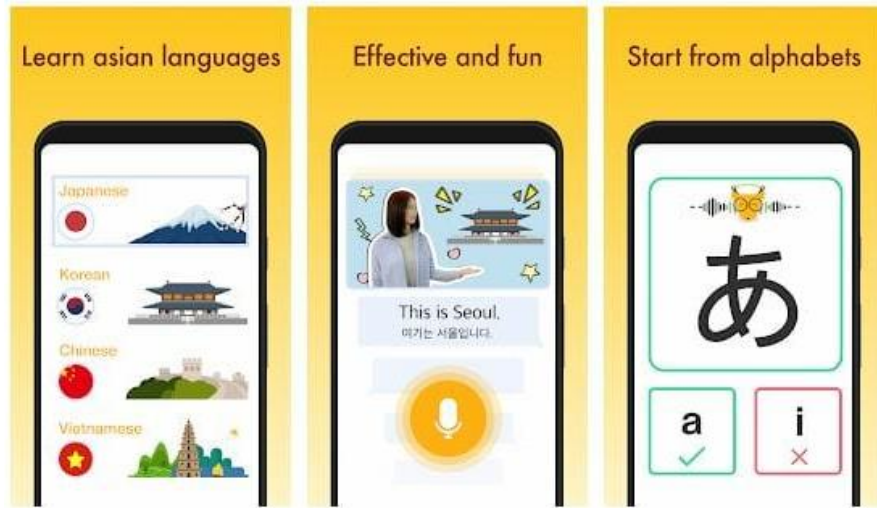 Learn asian languages
Japanese
Korean
Chinese
Vietnamese
Effective and fun
This is Seoul.
여기는 서울입니다.
Start from alphabets
あ
a
i